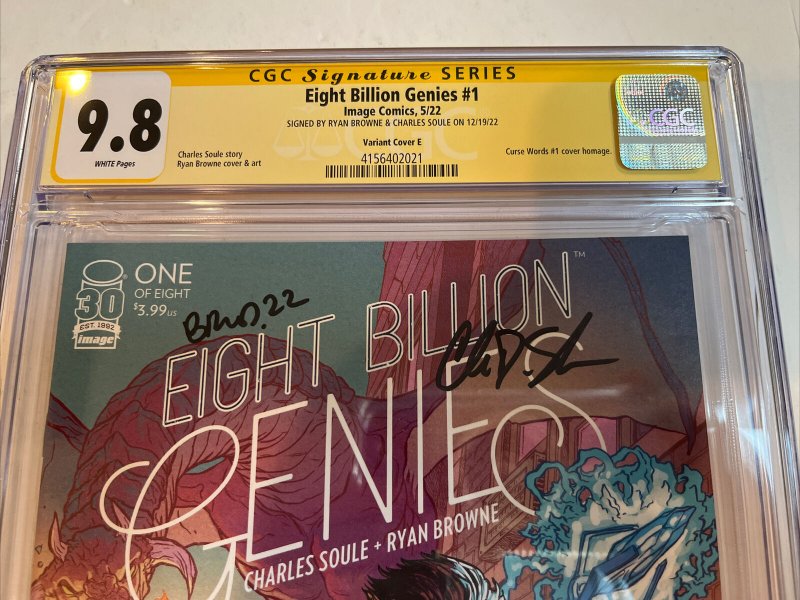 CGC Signature SERIES
Eight Billion Genies #1
Image Comics, 5/22
SIGNED BY RYAN BROWNE & CHARLES SOULE ON 12/19/22
9.8
WHITE Pages
Variant Cover E
4156402021
Charles Soule story
Ryan Browne cover & art
Curse Words #1 cover homage.
CGC
30
EST. 1992
image
ONE
OF EIGHT
$3.99 US
EIGHT BILLION
GENIES
™
CHARLES SOULE + RYAN BROWNE